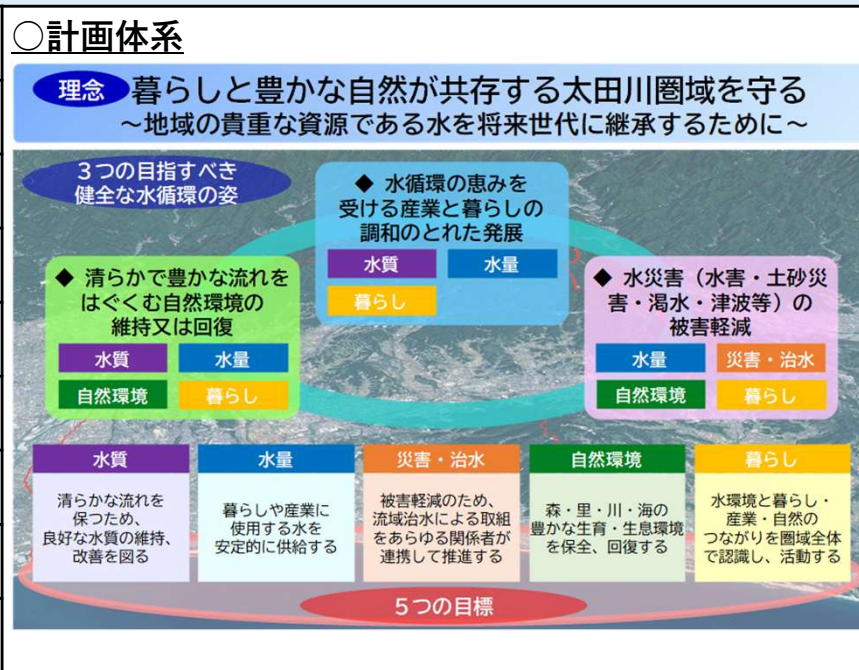 ○計画体系
理念 暮らしと豊かな自然が共存する太田川圏域を守る
～地域の貴重な資源である水を将来世代に継承するために～
３つの目指すべき
健全な水循環の姿
◆ 水循環の恵みを
受ける産業と暮らしの
調和のとれた発展
水質 水量
暮らし
◆ 清らかで豊かな流れを
はぐくむ自然環境の
維持又は回復
水質 水量
自然環境 暮らし
◆ 水災害（水害・土砂災
害・渇水・津波等）の
被害軽減
水量 災害・治水
自然環境 暮らし
水質
清らかな流れを
保つため、
良好な水質の維持、
改善を図る
水量
暮らしや産業に
使用する水を
安定的に供給する
災害・治水
被害軽減のため、
流域治水による取組
をあらゆる関係者が
連携して推進する
自然環境
森・里・川・海の
豊かな生育・生息環境
を保全、回復する
暮らし
水環境と暮らし・
産業・自然の
つながりを圏域全体
で認識し、活動する
５つの目標